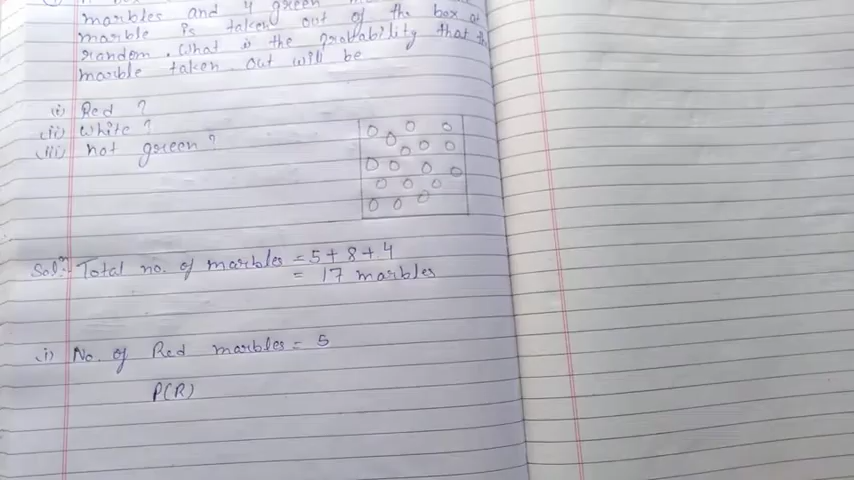 marbles and 4 green
marble is taken out of the box at
random. What is the probability that the
marble taken out will be
(i) Red ?
(ii) White ?
(iii) not green ?
Solⁿ: Total no. of marbles = 5 + 8 + 4
= 17 marbles
(i) No. of Red marbles = 5
P(R)